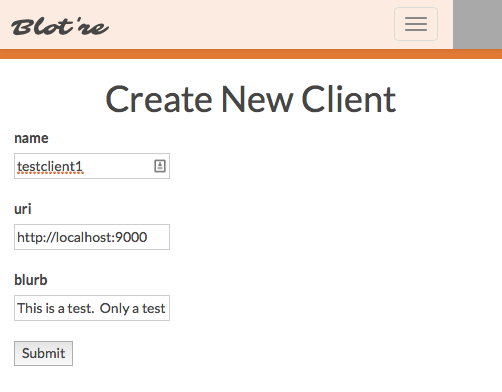 Blot're
Create New Client
name
testclient1
uri
http://localhost:9000
blurb
This is a test.  Only a test
Submit